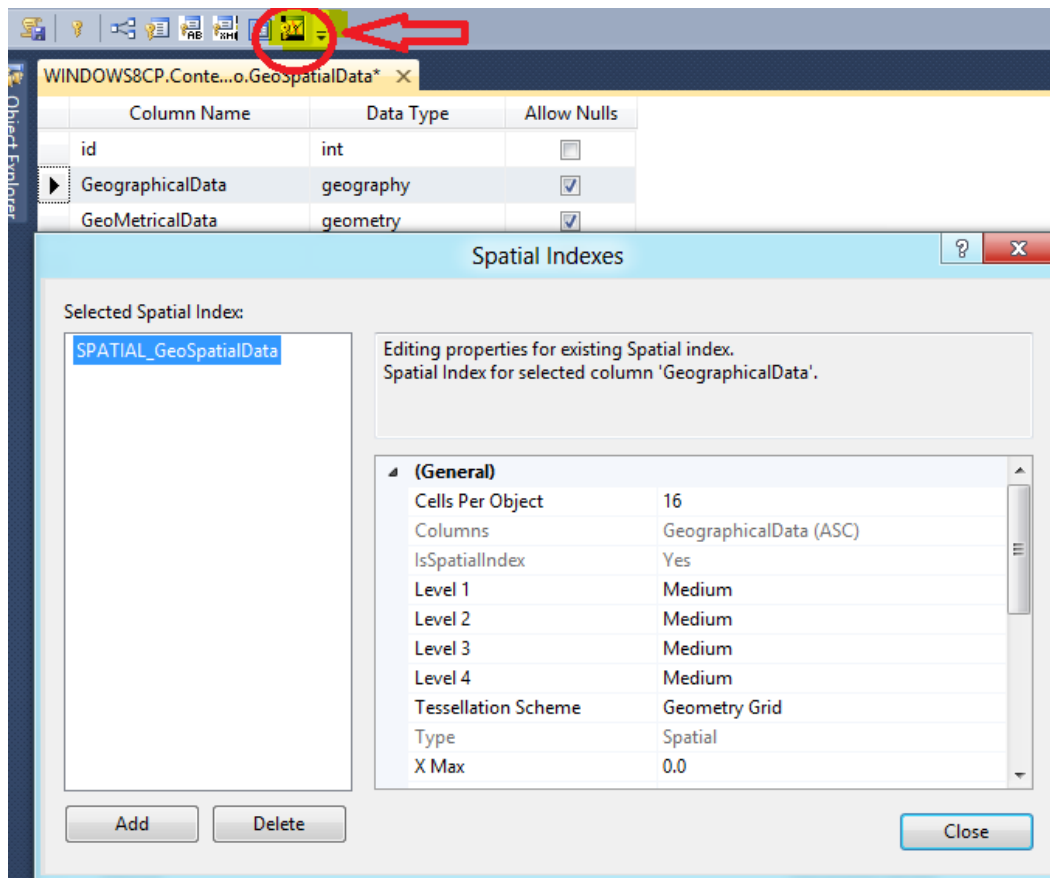 WINDOWS8CP.Conte...o.GeoSpatialData*
Object Explorer
Column Name Data Type Allow Nulls
id int
GeographicalData geography
GeoMetricalData geometry
Spatial Indexes
Selected Spatial Index:
SPATIAL_GeoSpatialData
Editing properties for existing Spatial index.
Spatial Index for selected column 'GeographicalData'.
(General)
Cells Per Object 16
Columns GeographicalData (ASC)
IsSpatialIndex Yes
Level 1 Medium
Level 2 Medium
Level 3 Medium
Level 4 Medium
Tessellation Scheme Geometry Grid
Type Spatial
X Max 0.0
Add Delete
Close